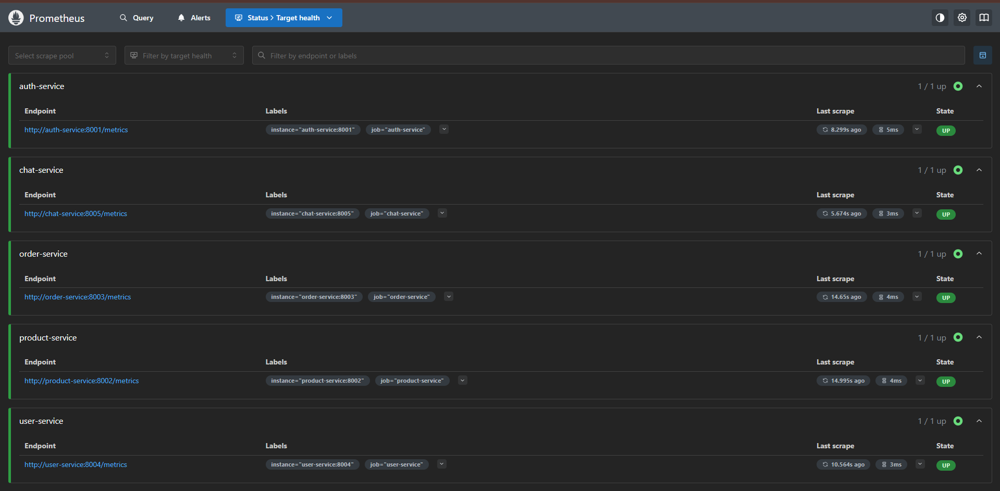 Prometheus Query Alerts Status > Target health
Select scrape pool Filter by target health Filter by endpoint or labels
auth-service 1 / 1 up
Endpoint Labels Last scrape State
http://auth-service:8001/metrics instance="auth-service:8001" job="auth-service" 8.299s ago 5ms UP
chat-service 1 / 1 up
Endpoint Labels Last scrape State
http://chat-service:8005/metrics instance="chat-service:8005" job="chat-service" 5.674s ago 3ms UP
order-service 1 / 1 up
Endpoint Labels Last scrape State
http://order-service:8003/metrics instance="order-service:8003" job="order-service" 14.65s ago 4ms UP
product-service 1 / 1 up
Endpoint Labels Last scrape State
http://product-service:8002/metrics instance="product-service:8002" job="product-service" 14.995s ago 4ms UP
user-service 1 / 1 up
Endpoint Labels Last scrape State
http://user-service:8004/metrics instance="user-service:8004" job="user-service" 10.564s ago 3ms UP